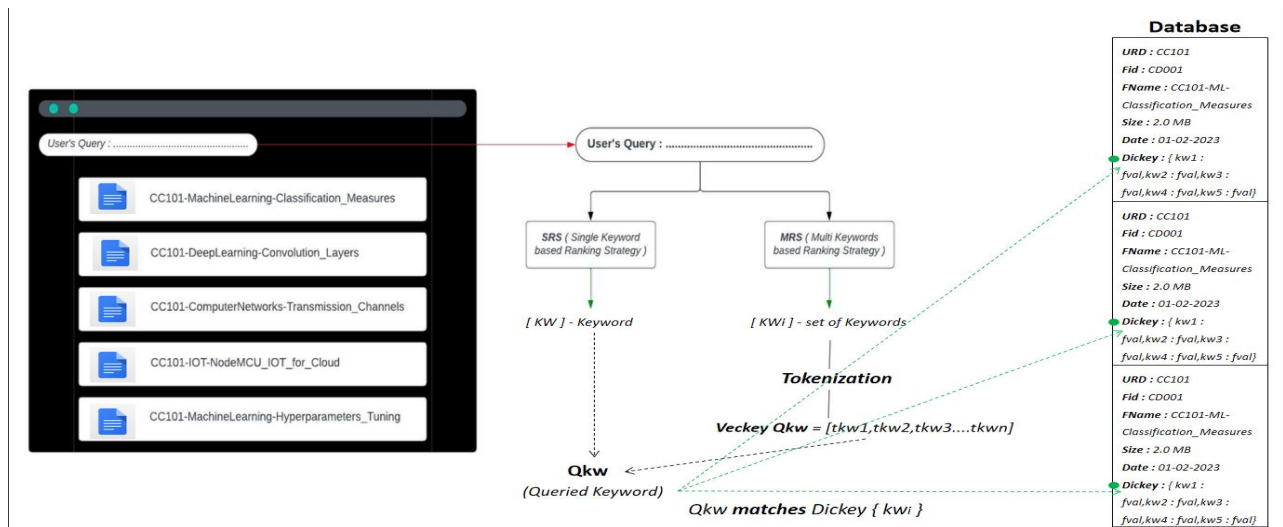 User's Query : ................................................
CC101-MachineLearning-Classification_Measures
CC101-DeepLearning-Convolution_Layers
CC101-ComputerNetworks-Transmission_Channels
CC101-IOT-NodeMCU_IOT_for_Cloud
CC101-MachineLearning-Hyperparameters_Tuning
User's Query : ................................................
SRS ( Single Keyword
based Ranking Strategy )
MRS ( Multi Keywords
based Ranking Strategy )
[ KW ] - Keyword
[ KWi ] - set of Keywords
Tokenization
Veckey Qkw = [tkw1,tkw2,tkw3....tkwn]
Qkw
(Queried Keyword)
Qkw matches Dickey { kwi }
Database
URD : CC101
Fid : CD001
FName : CC101-ML-
Classification_Measures
Size : 2.0 MB
Date : 01-02-2023
Dickey : { kw1 :
fval,kw2 : fval,kw3 :
fval,kw4 : fval,kw5 : fval}
URD : CC101
Fid : CD001
FName : CC101-ML-
Classification_Measures
Size : 2.0 MB
Date : 01-02-2023
Dickey : { kw1 :
fval,kw2 : fval,kw3 :
fval,kw4 : fval,kw5 : fval}
URD : CC101
Fid : CD001
FName : CC101-ML-
Classification_Measures
Size : 2.0 MB
Date : 01-02-2023
Dickey : { kw1 :
fval,kw2 : fval,kw3 :
fval,kw4 : fval,kw5 : fval}